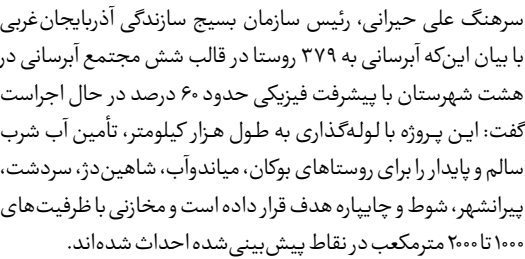 سرهنگ علی حیرانی، رئیس سازمان بسیج سازندگی آذربایجان‌غربی
با بیان این‌که آبرسانی به ۳۷۹ روستا در قالب شش مجتمع آبرسانی در
هشت شهرستان با پیشرفت فیزیکی حدود ۶۰ درصد در حال اجراست
گفت: این پروژه با لوله‌گذاری به طول هزار کیلومتر، تأمین آب شرب
سالم و پایدار را برای روستاهای بوکان، میاندوآب، شاهین‌دژ، سردشت،
پیرانشهر، شوط و چایپاره هدف قرار داده است و مخازنی با ظرفیت‌های
۱۰۰۰ تا ۲۰۰۰ مترمکعب در نقاط پیش‌بینی‌شده احداث شده‌اند.